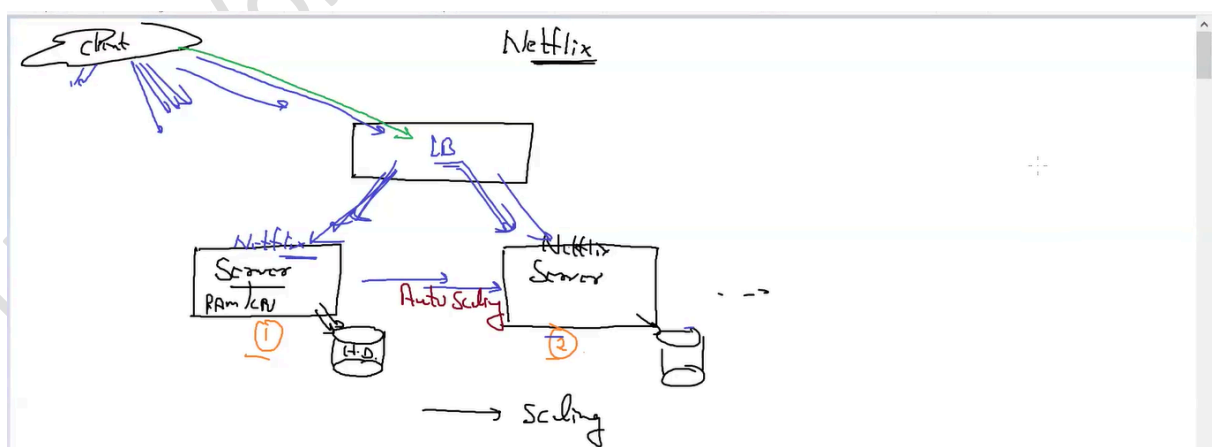 Client
Netflix
LB
Netflix
Server
RAM/CPU
1
H.D.
Auto Scaling
Netflix
Server
2
Scaling